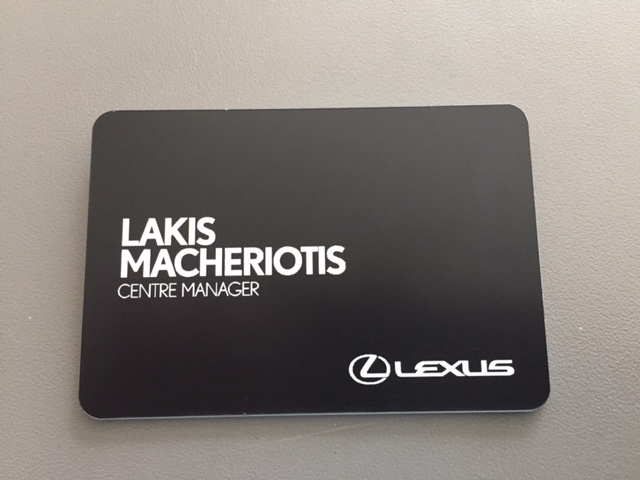 LAKIS
MACHERIOTIS
CENTRE MANAGER
LEXUS